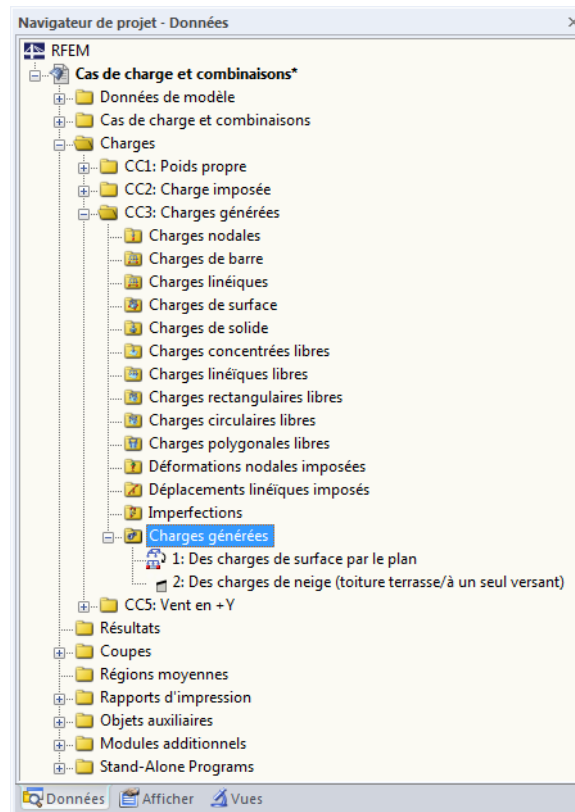 Navigateur de projet - Données
RFEM
Cas de charge et combinaisons*
Données de modèle
Cas de charge et combinaisons
Charges
CC1: Poids propre
CC2: Charge imposée
CC3: Charges générées
Charges nodales
Charges de barre
Charges linéiques
Charges de surface
Charges de solide
Charges concentrées libres
Charges linéïques libres
Charges rectangulaires libres
Charges circulaires libres
Charges polygonales libres
Déformations nodales imposées
Déplacements linéïques imposés
Imperfections
Charges générées
1: Des charges de surface par le plan
2: Des charges de neige (toiture terrasse/à un seul versant)
CC5: Vent en +Y
Résultats
Coupes
Régions moyennes
Rapports d'impression
Objets auxiliaires
Modules additionnels
Stand-Alone Programs
Données Afficher Vues